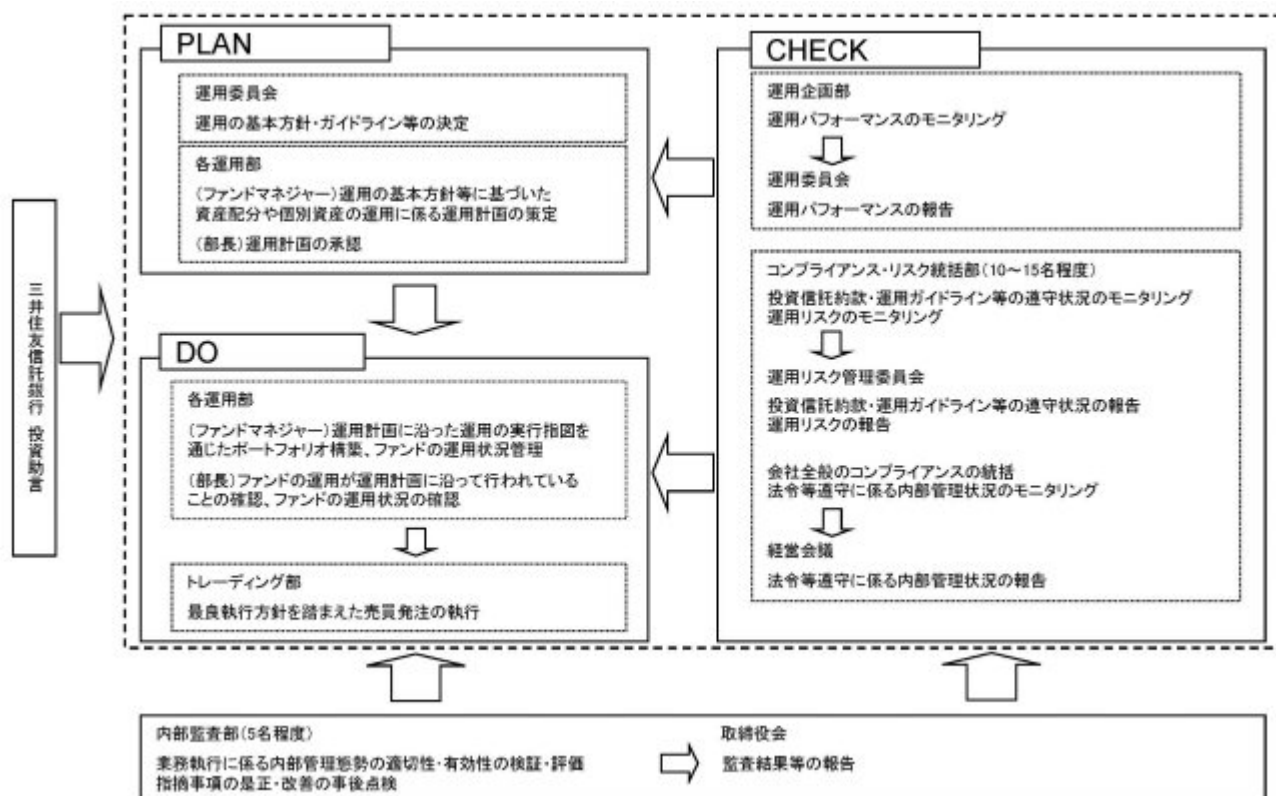 PLAN
運用委員会
運用の基本方針・ガイドライン等の決定
各運用部
(ファンドマネジャー)運用の基本方針等に基づいた
資産配分や個別資産の運用に係る運用計画の策定
(部長)運用計画の承認
DO
各運用部
(ファンドマネジャー)運用計画に沿った運用の実行指図を
通じたポートフォリオ構築、ファンドの運用状況管理
(部長)ファンドの運用が運用計画に沿って行われている
ことの確認、ファンドの運用状況の確認
トレーディング部
最良執行方針を踏まえた売買発注の執行
CHECK
運用企画部
運用パフォーマンスのモニタリング
運用委員会
運用パフォーマンスの報告
コンプライアンス・リスク統括部(10〜15名程度)
投資信託約款・運用ガイドライン等の遵守状況のモニタリング
運用リスクのモニタリング
運用リスク管理委員会
投資信託約款・運用ガイドライン等の遵守状況の報告
運用リスクの報告
会社全般のコンプライアンスの統括
法令等遵守に係る内部管理状況のモニタリング
経営会議
法令等遵守に係る内部管理状況の報告
三井住友信託銀行 投資助言
内部監査部(5名程度)
業務執行に係る内部管理態勢の適切性・有効性の検証・評価
指摘事項の是正・改善の事後点検
取締役会
監査結果等の報告